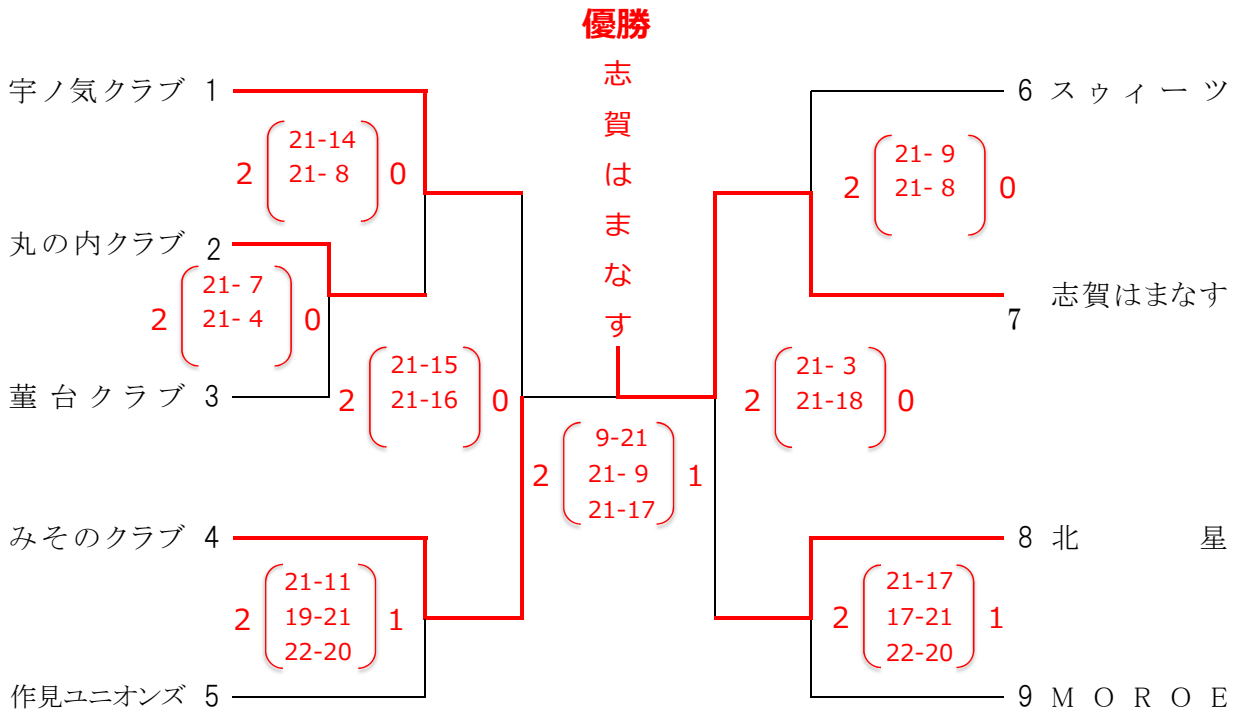 優勝
志賀はまなす
宇ノ気クラブ 1
2 21-14 0
21- 8
丸の内クラブ 2
2 21- 7 0
21- 4
菫台クラブ 3
2 21-15 0
21-16
みそのクラブ 4
2 21-11 1
19-21
22-20
作見ユニオンズ 5
2 9-21 1
21- 9
21-17
6 スゥィーツ
2 21- 9 0
21- 8
7 志賀はまなす
2 21- 3 0
21-18
8 北星
2 21-17 1
17-21
22-20
9 MOROE